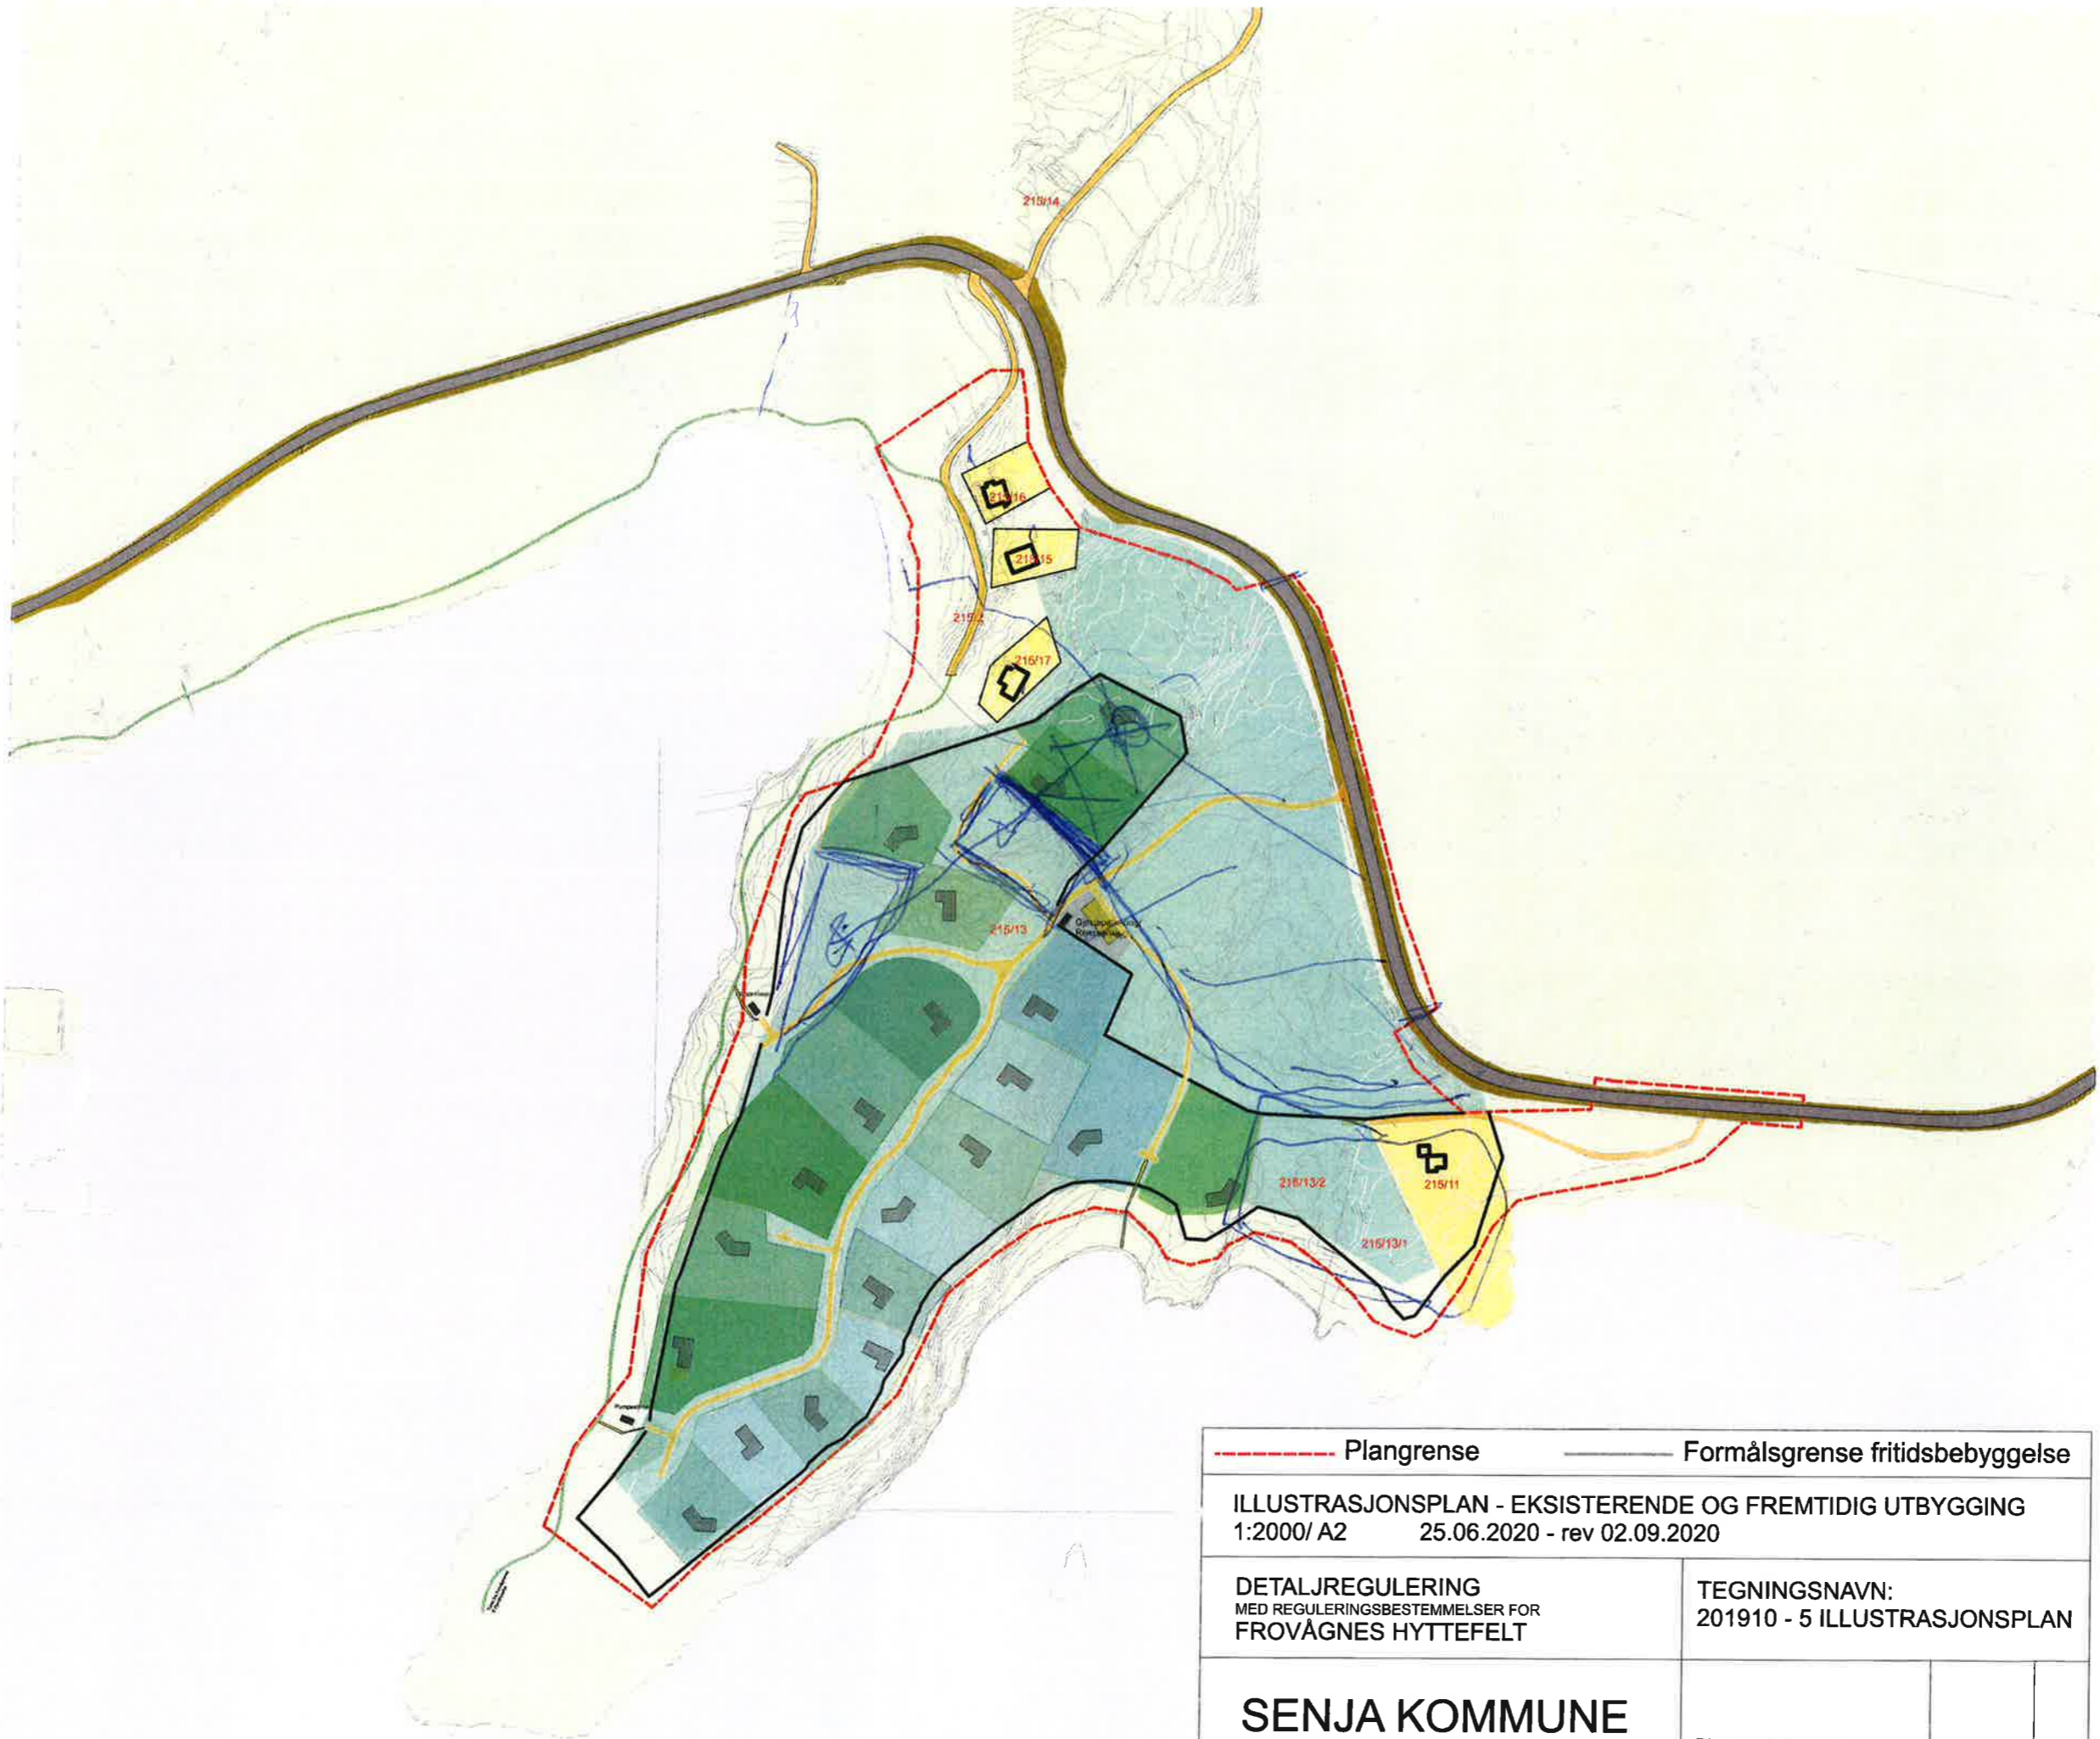 215/14
215/16
215/15
215/17
215/13
215/13/2
215/11
215/13/1
Plangrense
Formålsgrense fritidsbebyggelse
ILLUSTRASJONSPLAN - EKSISTERENDE OG FREMTIDIG UTBYGGING
1:2000/ A2 25.06.2020 - rev 02.09.2020
DETALJREGULERING
MED REGULERINGSBESTEMMELSER FOR
FROVÅGNES HYTTEFELT
TEGNINGSNAVN:
201910 - 5 ILLUSTRASJONSPLAN
SENJA KOMMUNE